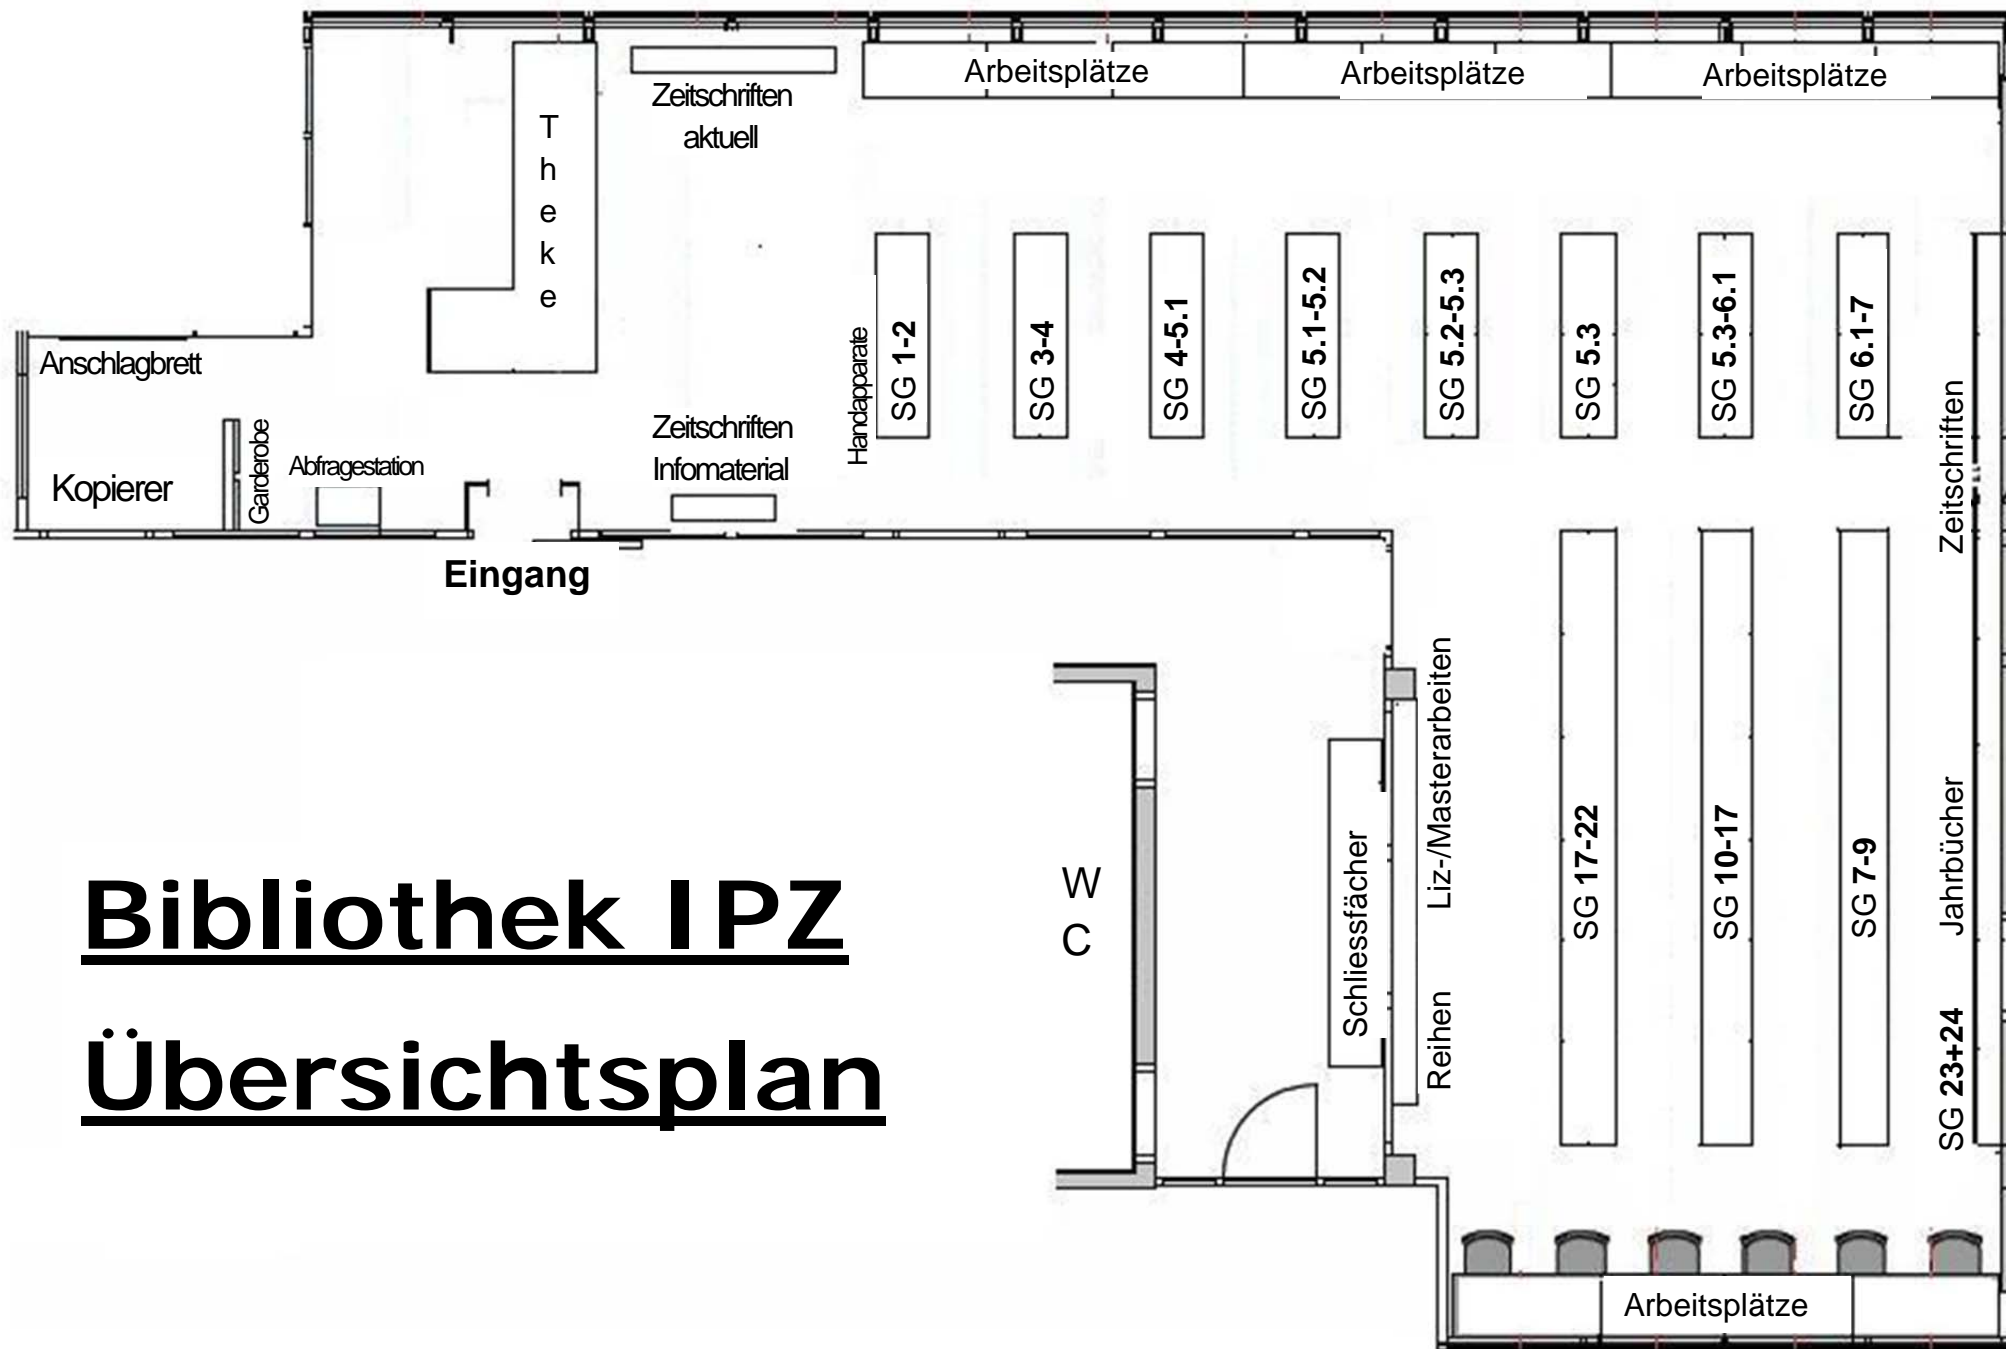 Arbeitsplätze
Arbeitsplätze
Arbeitsplätze
Zeitschriften
aktuell
Theke
Anschlagbrett
Kopierer
Garderobe
Abfragestation
Zeitschriften
Infomaterial
Handapparate
SG 1-2
SG 3-4
SG 4-5.1
SG 5.1-5.2
SG 5.2-5.3
SG 5.3
SG 5.3-6.1
SG 6.1-7
Zeitschriften
Eingang
Liz-/Masterarbeiten
Reihen
Schliessfächer
WC
SG 17-22
SG 10-17
SG 7-9
Jahrbücher
SG 23+24
Bibliothek IPZ
Übersichtsplan
Arbeitsplätze